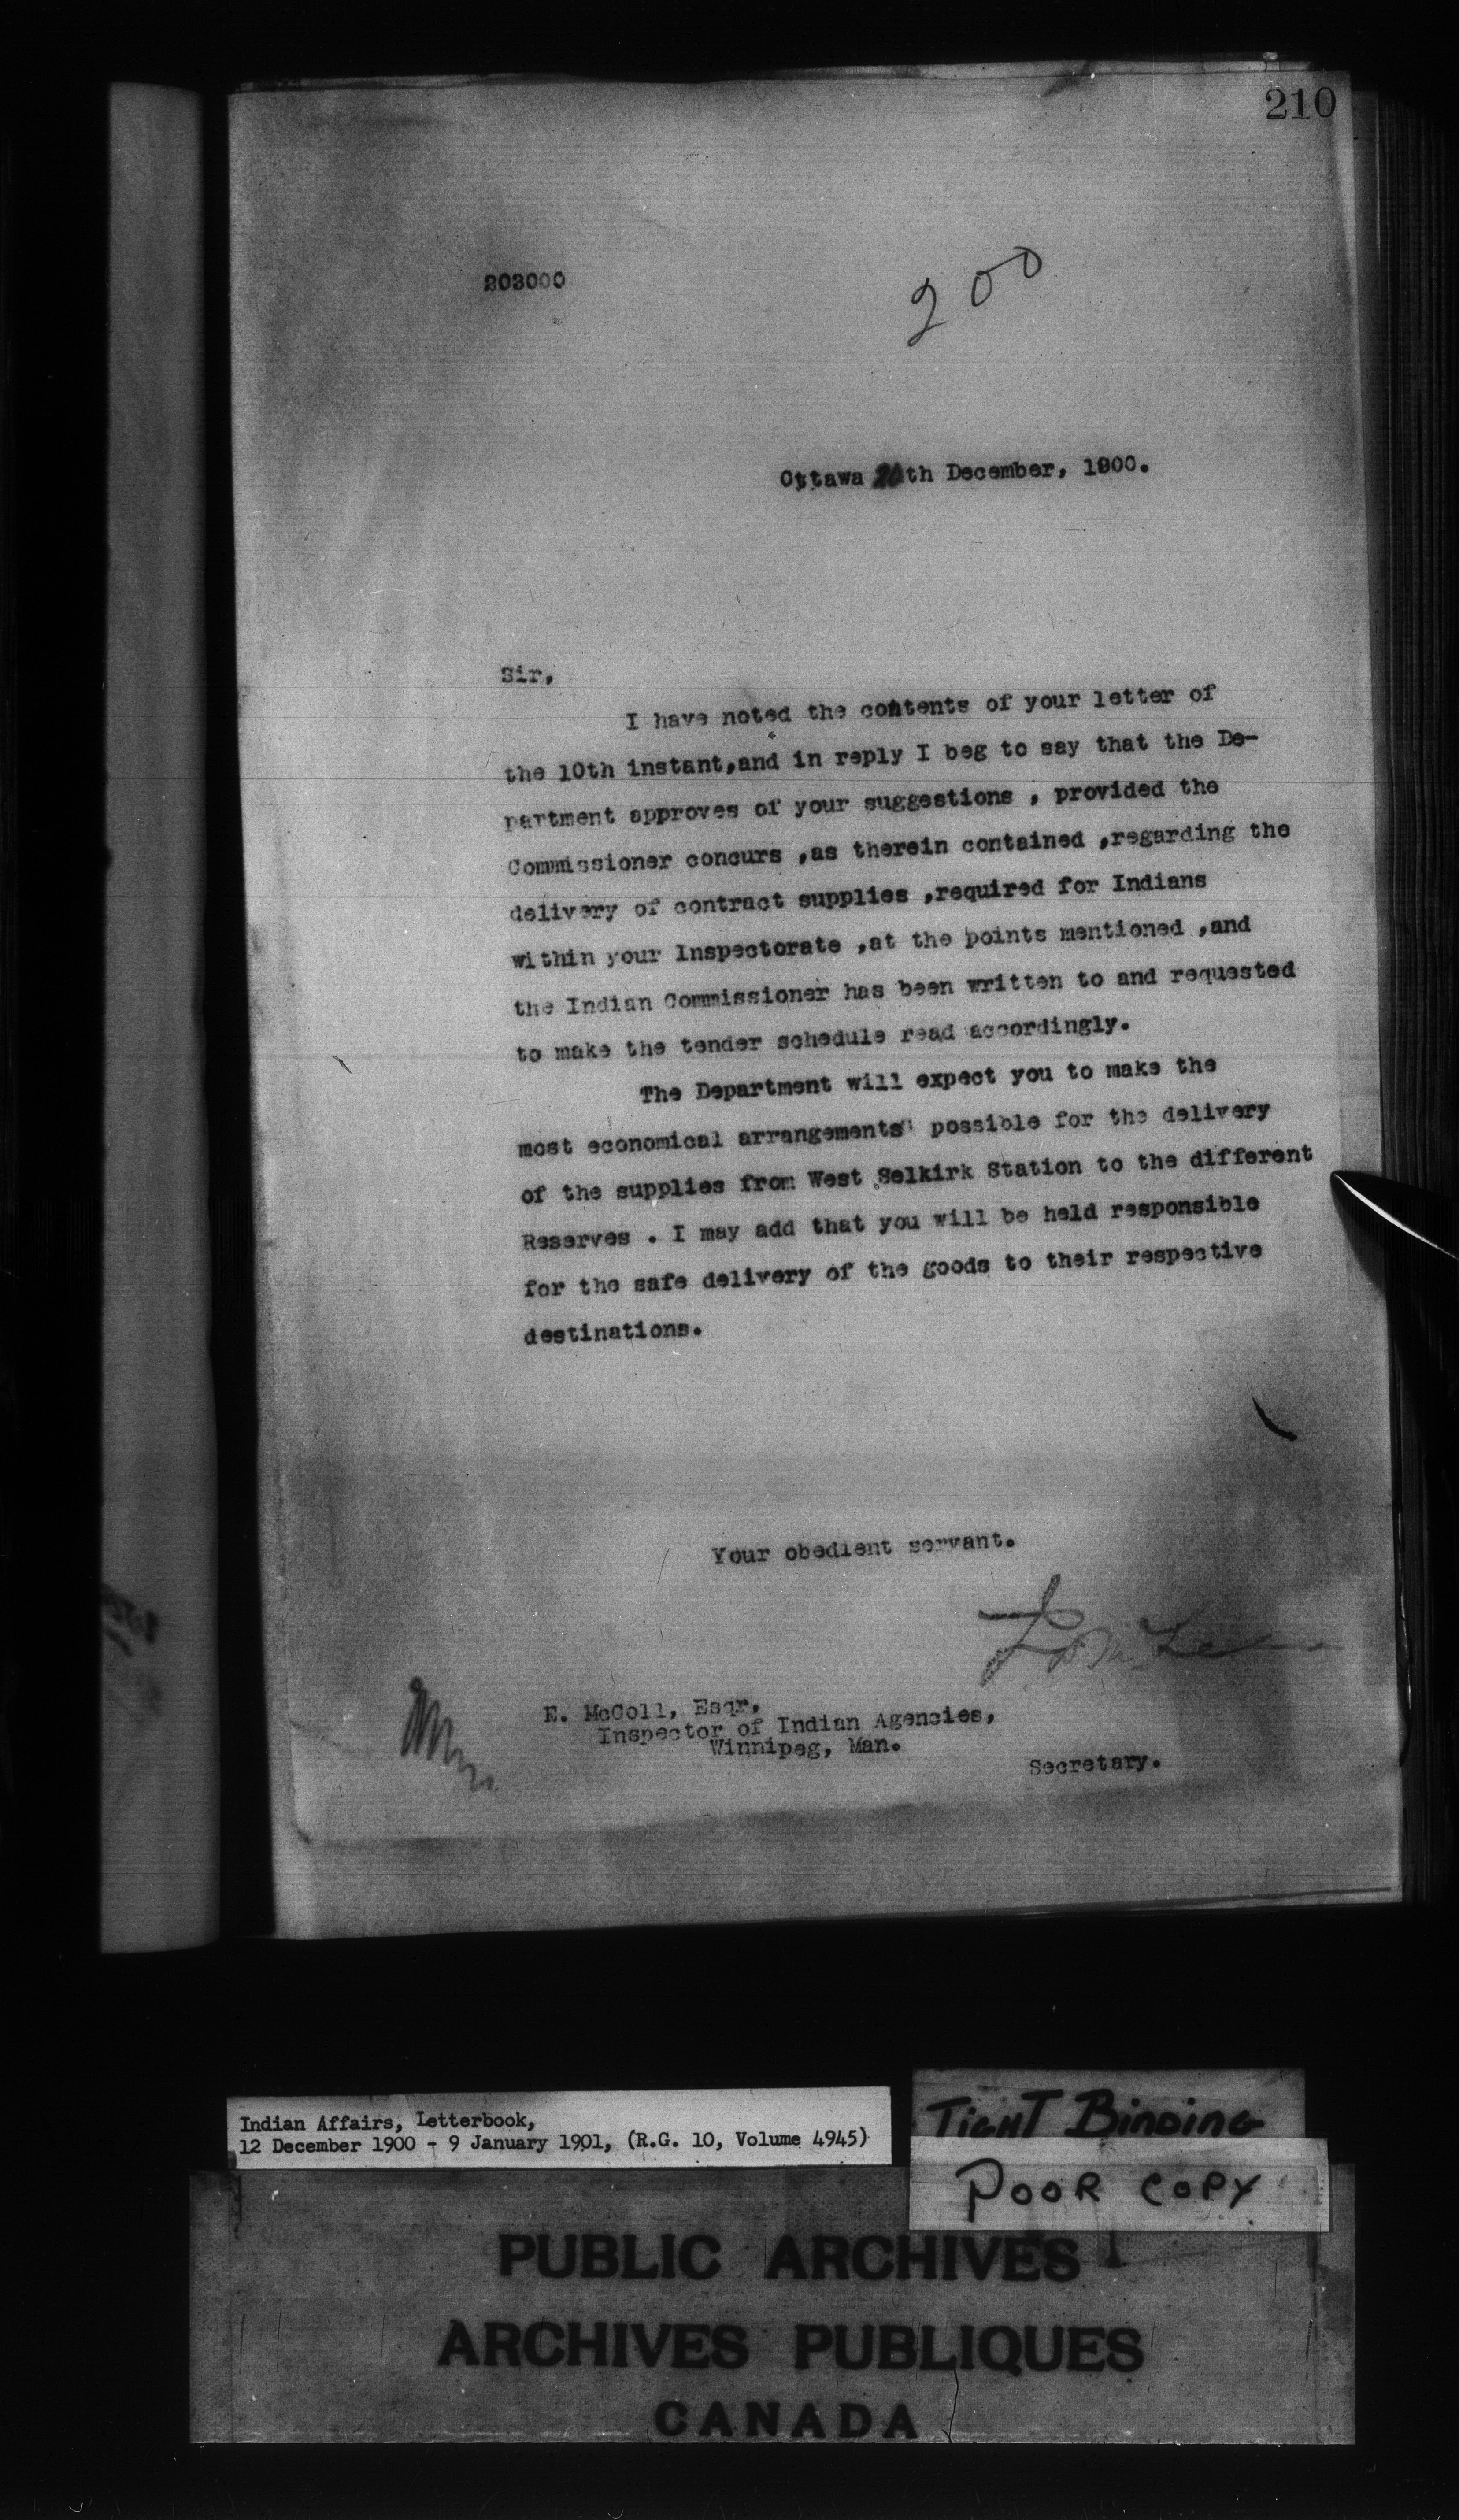 210
203000
200
Ottawa th December, 1900.
Sir,
I have noted the contents of your letter of
the 10th instant,and in reply I beg to say that the De-
partment approves of your suggestions , provided the
Commissioner concurs ,as therein contained ,regarding the
delivery of contract supplies ,required for Indians
within your Inspectorate ,at the points mentioned ,and
the Indian Commissioner has been written to and requested
to make the tender schedule read accordingly.
The Department will expect you to make the
most economical arrangements possible for the delivery
of the supplies from West Selkirk Station to the different
Reserves . I may add that you will be held responsible
for the safe delivery of the goods to their respective
destinations.
Your obedient servant.
E. McColl, Esqr,
Inspector of Indian Agencies,
Winnipeg, Man.
Secretary.
Indian Affairs, Letterbook,
12 December 1900 - 9 January 1901, (R.G. 10, Volume 4945)
TIGHT BINDING
POOR COPY
PUBLIC ARCHIVES
ARCHIVES PUBLIQUES
CANADA